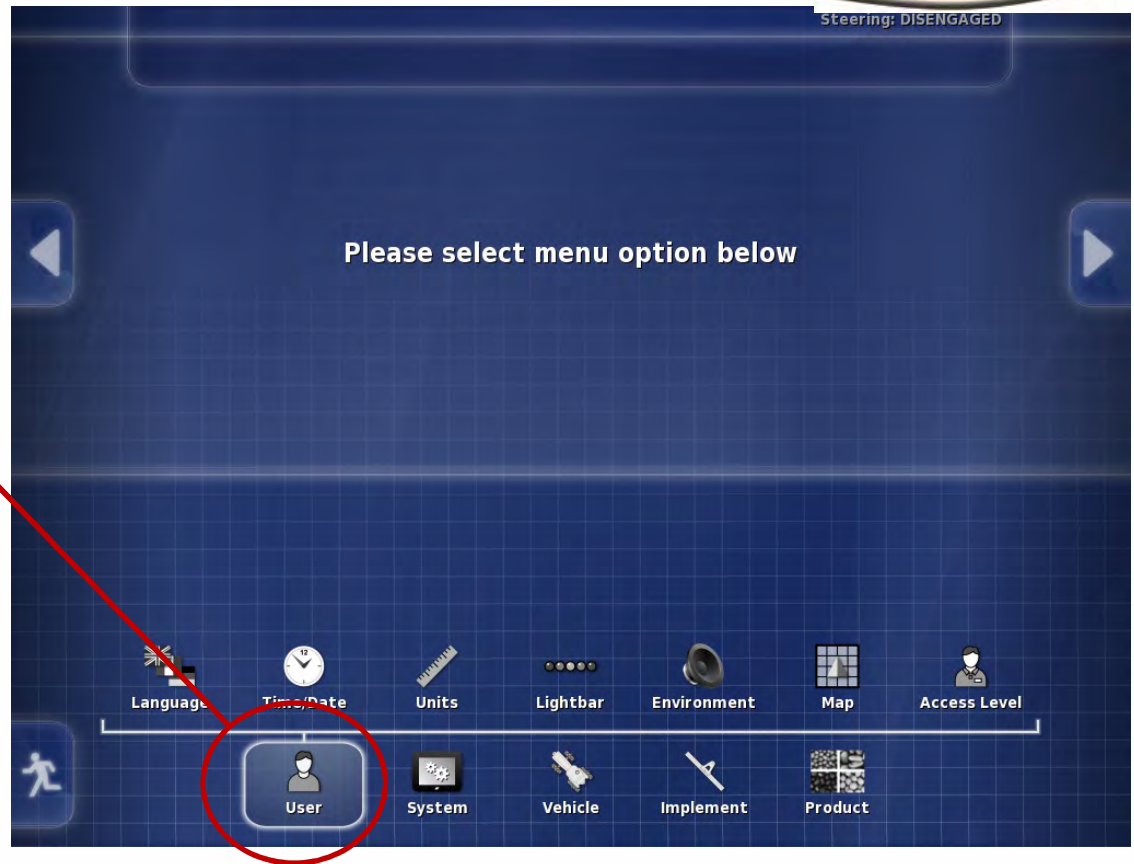 Steering: DISENGAGED
Please select menu option below
Language Time/Date Units Lightbar Environment Map Access Level
User System Vehicle Implement Product